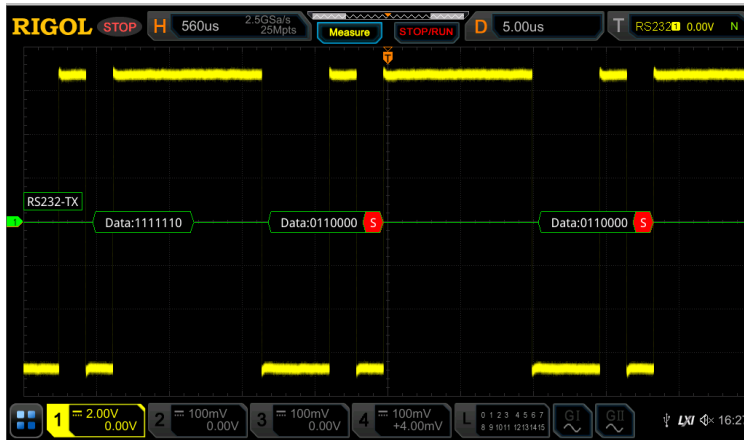 RIGOL STOP H 560us 2.5GSa/s 25Mpts Measure STOP/RUN D 5.00us T RS232 1 0.00V N
T
RS232-TX
1 Data:1111110 Data:0110000 S Data:0110000 S
1 2.00V 0.00V 2 100mV 0.00V 3 100mV 0.00V 4 100mV +4.00mV L 0 1 2 3 4 5 6 7 8 9 10 11 12 13 14 15 GI GII LXI 16:27